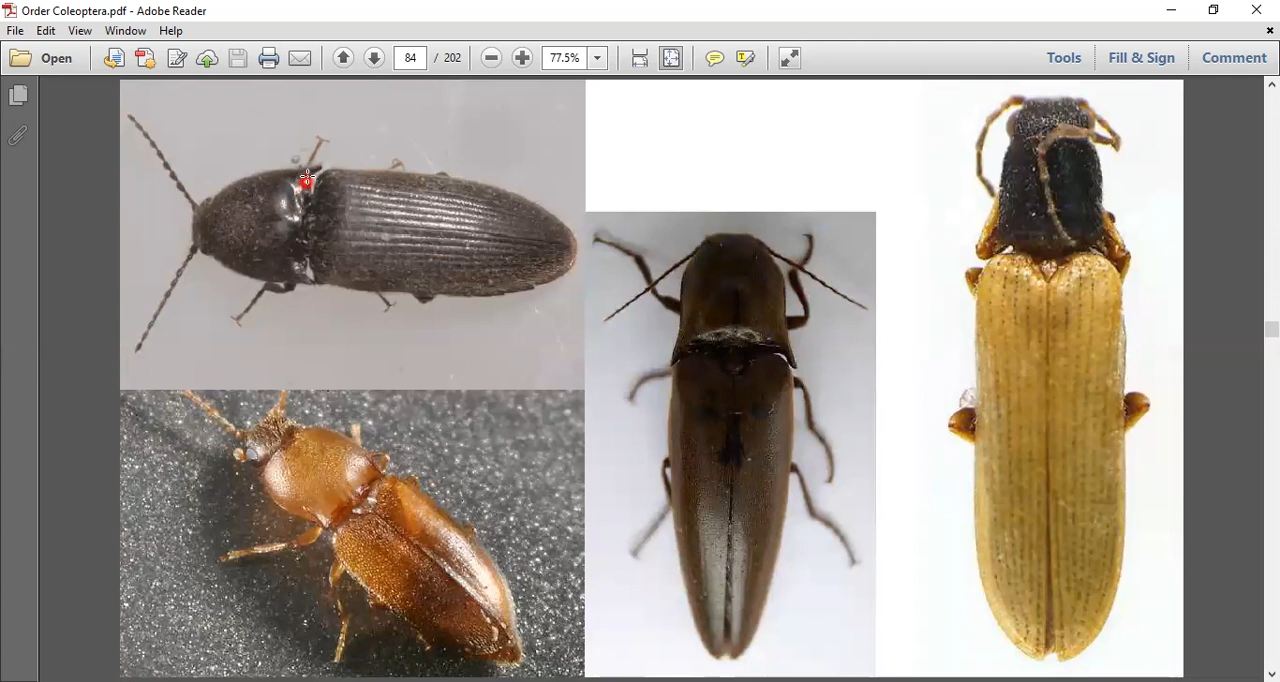 Order Coleoptera.pdf - Adobe Reader
File Edit View Window Help
Open 84 / 202 77.5% Tools Fill & Sign Comment